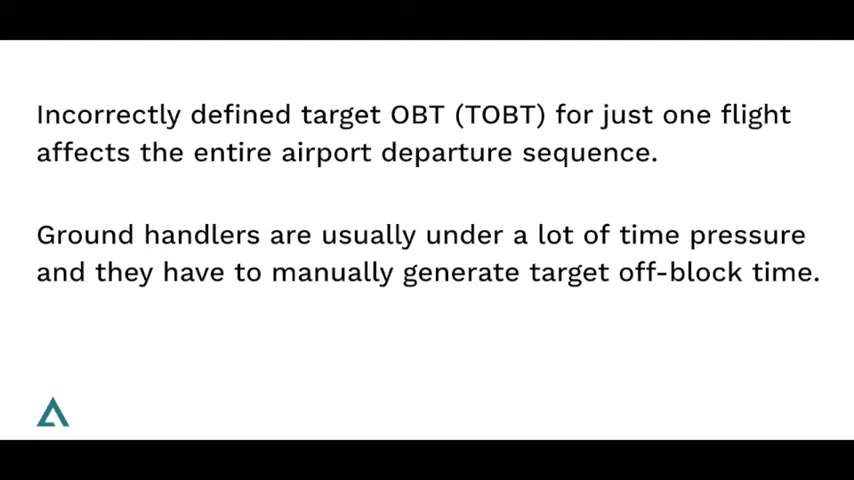 Incorrectly defined target OBT (TOBT) for just one flight
affects the entire airport departure sequence.
Ground handlers are usually under a lot of time pressure
and they have to manually generate target off-block time.